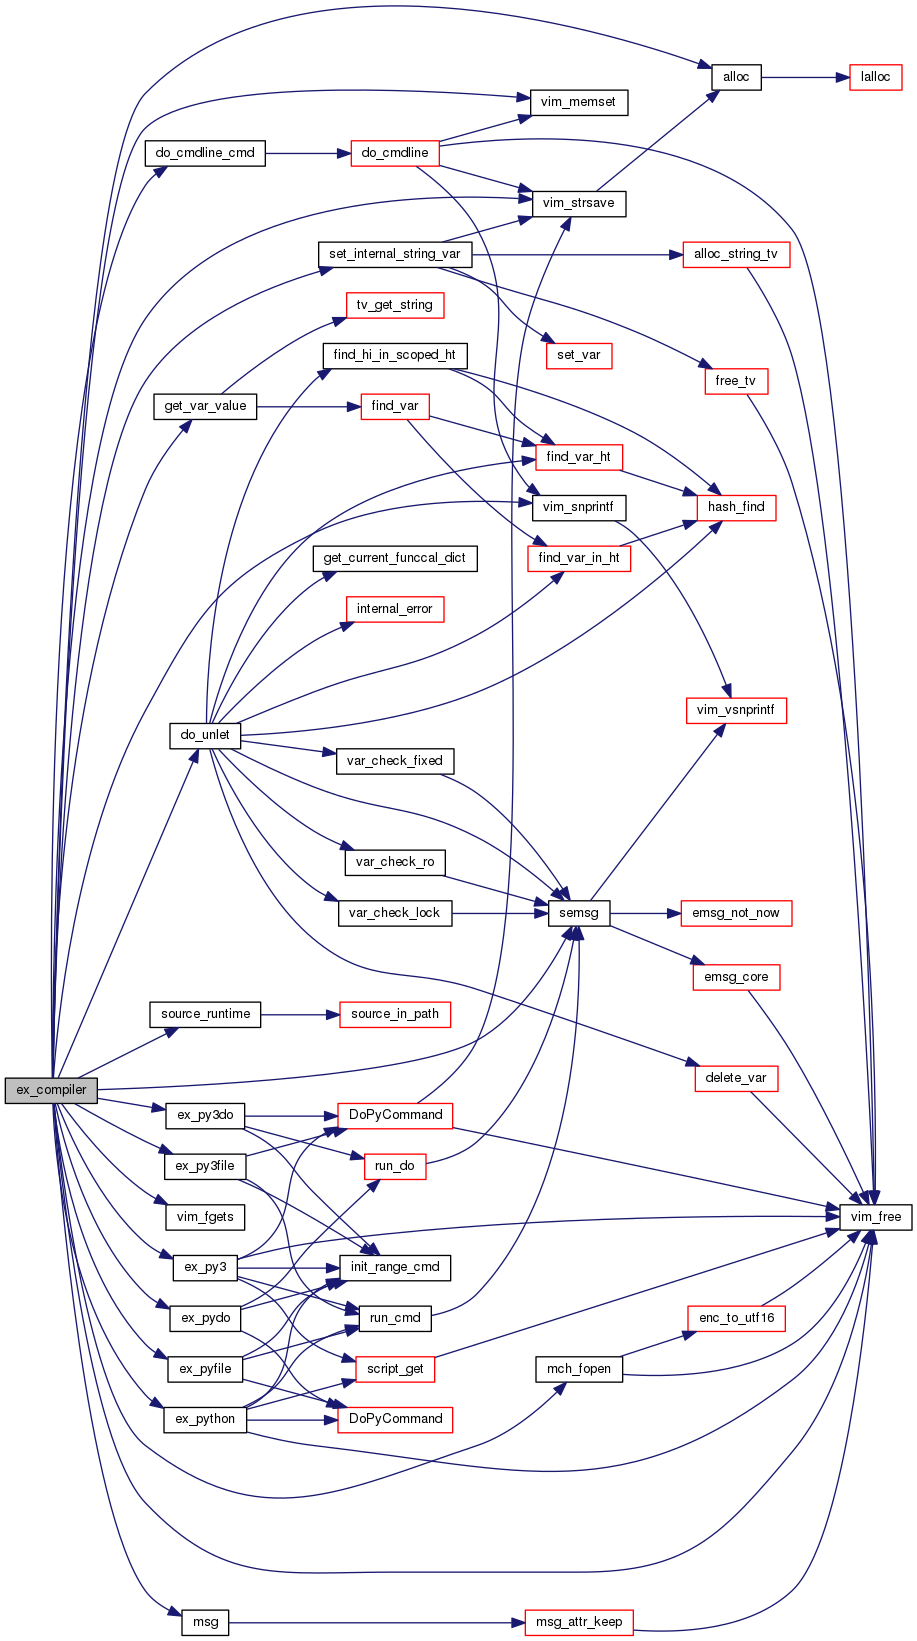 alloc
lalloc
vim_memset
do_cmdline_cmd
do_cmdline
vim_strsave
set_internal_string_var
alloc_string_tv
tv_get_string
find_hi_in_scoped_ht
set_var
free_tv
get_var_value
find_var
find_var_ht
vim_snprintf
hash_find
get_current_funccal_dict
find_var_in_ht
internal_error
vim_vsnprintf
do_unlet
var_check_fixed
var_check_ro
var_check_lock
semsg
emsg_not_now
emsg_core
source_runtime
source_in_path
delete_var
ex_compiler
ex_py3do
DoPyCommand
ex_py3file
run_do
vim_fgets
vim_free
ex_py3
init_range_cmd
ex_pydo
run_cmd
enc_to_utf16
ex_pyfile
script_get
mch_fopen
ex_python
DoPyCommand
msg
msg_attr_keep